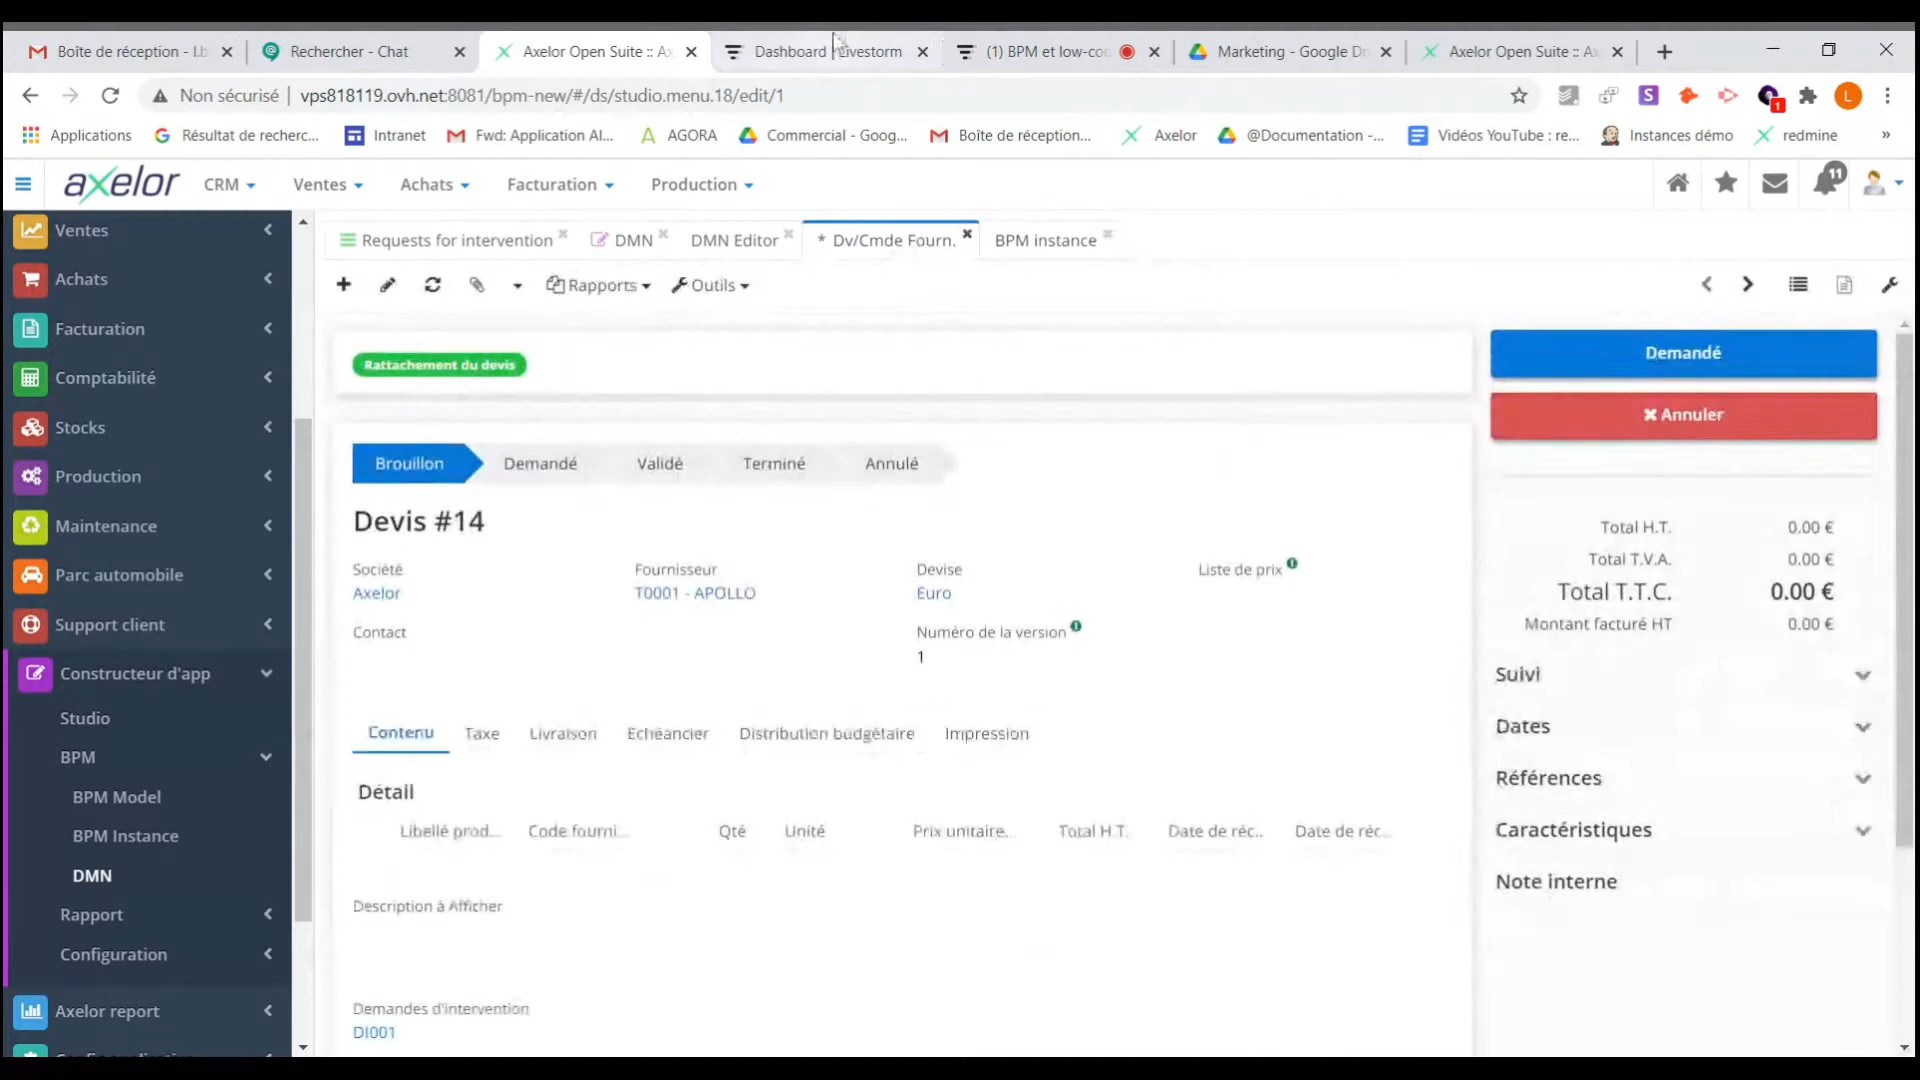 Boîte de réception - l.b
Rechercher - Chat
Axelor Open Suite :: Ax
Dashboard Livestorm
(1) BPM et low-co
Marketing - Google Dr
Axelor Open Suite :: Ax
Non sécurisé
vps818119.ovh.net:8081/bpm-new/#/ds/studio.menu.18/edit/1
S
1
L
Applications
Résultat de recherc...
Intranet
Fwd: Application Al...
AGORA
Commercial - Goog...
Boîte de réception...
Axelor
@Documentation -...
Vidéos YouTube : re...
Instances démo
redmine
»
axelor
CRM
Ventes
Achats
Facturation
Production
11
Requests for intervention
DMN
DMN Editor
* Dv/Cmde Fourn.
BPM instance
Rapports
Outils
Ventes
Achats
Facturation
Comptabilité
Stocks
Production
Maintenance
Parc automobile
Support client
Constructeur d'app
Studio
BPM
BPM Model
BPM Instance
DMN
Rapport
Configuration
Axelor report
Rattachement du devis
Brouillon
Demandé
Validé
Terminé
Annulé
Devis #14
Société
Fournisseur
Devise
Liste de prix
Axelor
T0001 - APOLLO
Euro
Contact
Numéro de la version
1
Contenu
Taxe
Livraison
Echéancier
Distribution budgétaire
Impression
Détail
Libellé prod...
Code fourni...
Qté
Unité
Prix unitaire...
Total H.T.
Date de réc...
Date de réc...
Description à Afficher
Demandes d'intervention
DI001
Demandé
Annuler
Total H.T. 0.00 €
Total T.V.A. 0.00 €
Total T.T.C. 0.00 €
Montant facturé HT 0.00 €
Suivi
Dates
Références
Caractéristiques
Note interne